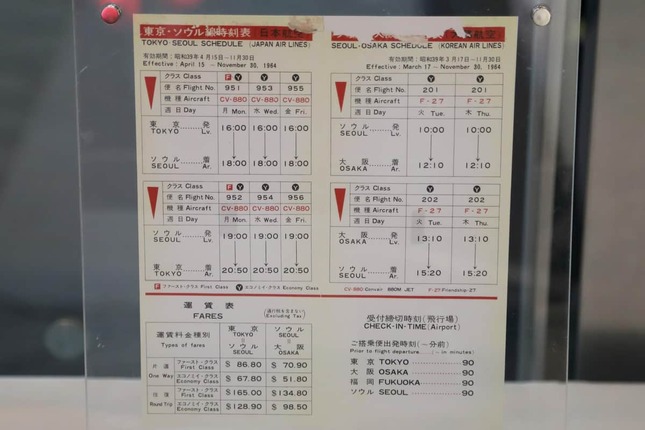 東京・ソウル線時刻表 日本航空
TOKYO-SEOUL SCHEDULE (JAPAN AIR LINES)
有効期間：昭和39年4月15日〜11月30日
Effective : April 15 — November 30, 1964
クラス Class F Y Y Y
便名 Flight No. 951 953 955
機種 Aircraft CV-880 CV-880 CV-880
週日 Day 月 Mon. 水 Wed. 金 Fri.
東京 発 16:00 16:00 16:00
TOKYO Lv.
ソウル 着 18:00 18:00 18:00
SEOUL Ar.
クラス Class F Y Y Y
便名 Flight No. 952 954 956
機種 Aircraft CV-880 CV-880 CV-880
週日 Day 月 Mon. 水 Wed. 金 Fri.
ソウル 発 19:00 19:00 19:00
SEOUL Lv.
東京 着 20:50 20:50 20:50
TOKYO Ar.
F ファースト・クラス First Class Y エコノミイ・クラス Economy Class
航空
SEOUL-OSAKA SCHEDULE (KOREAN AIR LINES)
有効期間：昭和39年3月17日〜11月30日
Effective : March 17 — November 30, 1964
クラス Class Y Y
便名 Flight No. 201 201
機種 Aircraft F-27 F-27
週日 Day 火 Tue. 木 Thu.
ソウル 発 10:00 10:00
SEOUL Lv.
大阪 着 12:10 12:10
OSAKA Ar.
クラス Class Y Y
便名 Flight No. 202 202
機種 Aircraft F-27 F-27
週日 Day 火 Tue. 木 Thu.
大阪 発 13:10 13:10
OSAKA Lv.
ソウル 着 15:20 15:20
SEOUL Ar.
CV-880-Convair 880M JET F-27-Friendship-27
運賃表
FARES
(Excluding Tax)
運賃料金種別 東京 ソウル
Types of fares TOKYO SEOUL
ソウル 大阪
SEOUL OSAKA
片道 ファースト・クラス First Class $ 86.80 $ 70.90
One Way エコノミイ・クラス Economy Class $ 67.80 $ 51.80
往復 ファースト・クラス First Class $165.00 $134.80
Round Trip エコノミイ・クラス Economy Class $128.90 $ 98.50
受付締切時刻(飛行場)
CHECK-IN-TIME (Airport)
ご搭乗便出発時刻(一分前)
Prior to flight departure (— in minutes)
東京 TOKYO 90
大阪 OSAKA 90
福岡 FUKUOKA 90
ソウル SEOUL 90